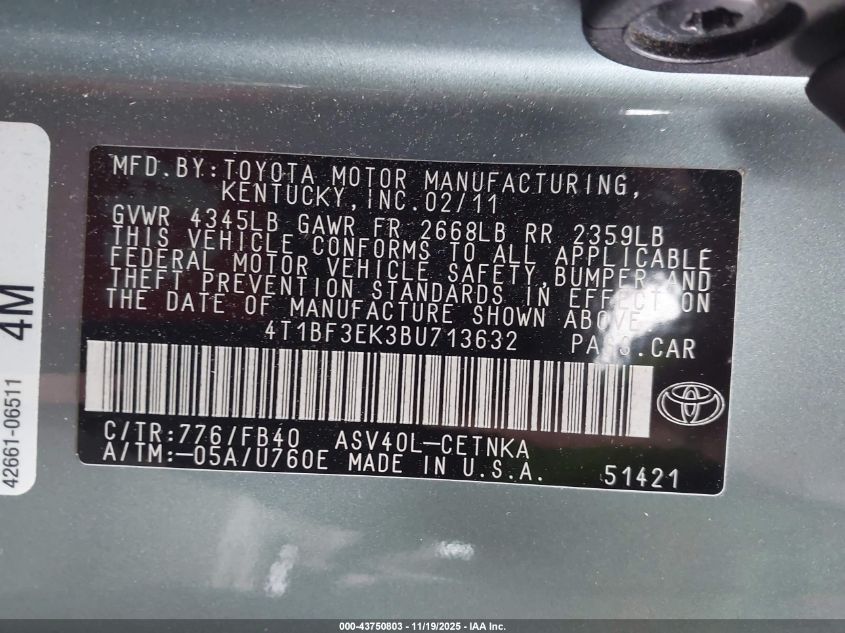 MFD.BY:TOYOTA MOTOR MANUFACTURING,
KENTUCKY,INC.02/11
GVWR 4345LB GAWR FR 2668LB RR 2359LB
THIS VEHICLE CONFORMS TO ALL APPLICABLE
FEDERAL MOTOR VEHICLE SAFETY,BUMPER,AND
THEFT PREVENTION STANDARDS IN EFFECT ON
THE DATE OF MANUFACTURE SHOWN ABOVE.
4T1BF3EK3BU713632 PASS.CAR
C/TR:776/FB40 ASV40L-CETNKA
A/TM:-05A/U760E MADE IN U.S.A. 51421
4M
42661-06511
000-43750803 - 11/19/2025 - IAA Inc.